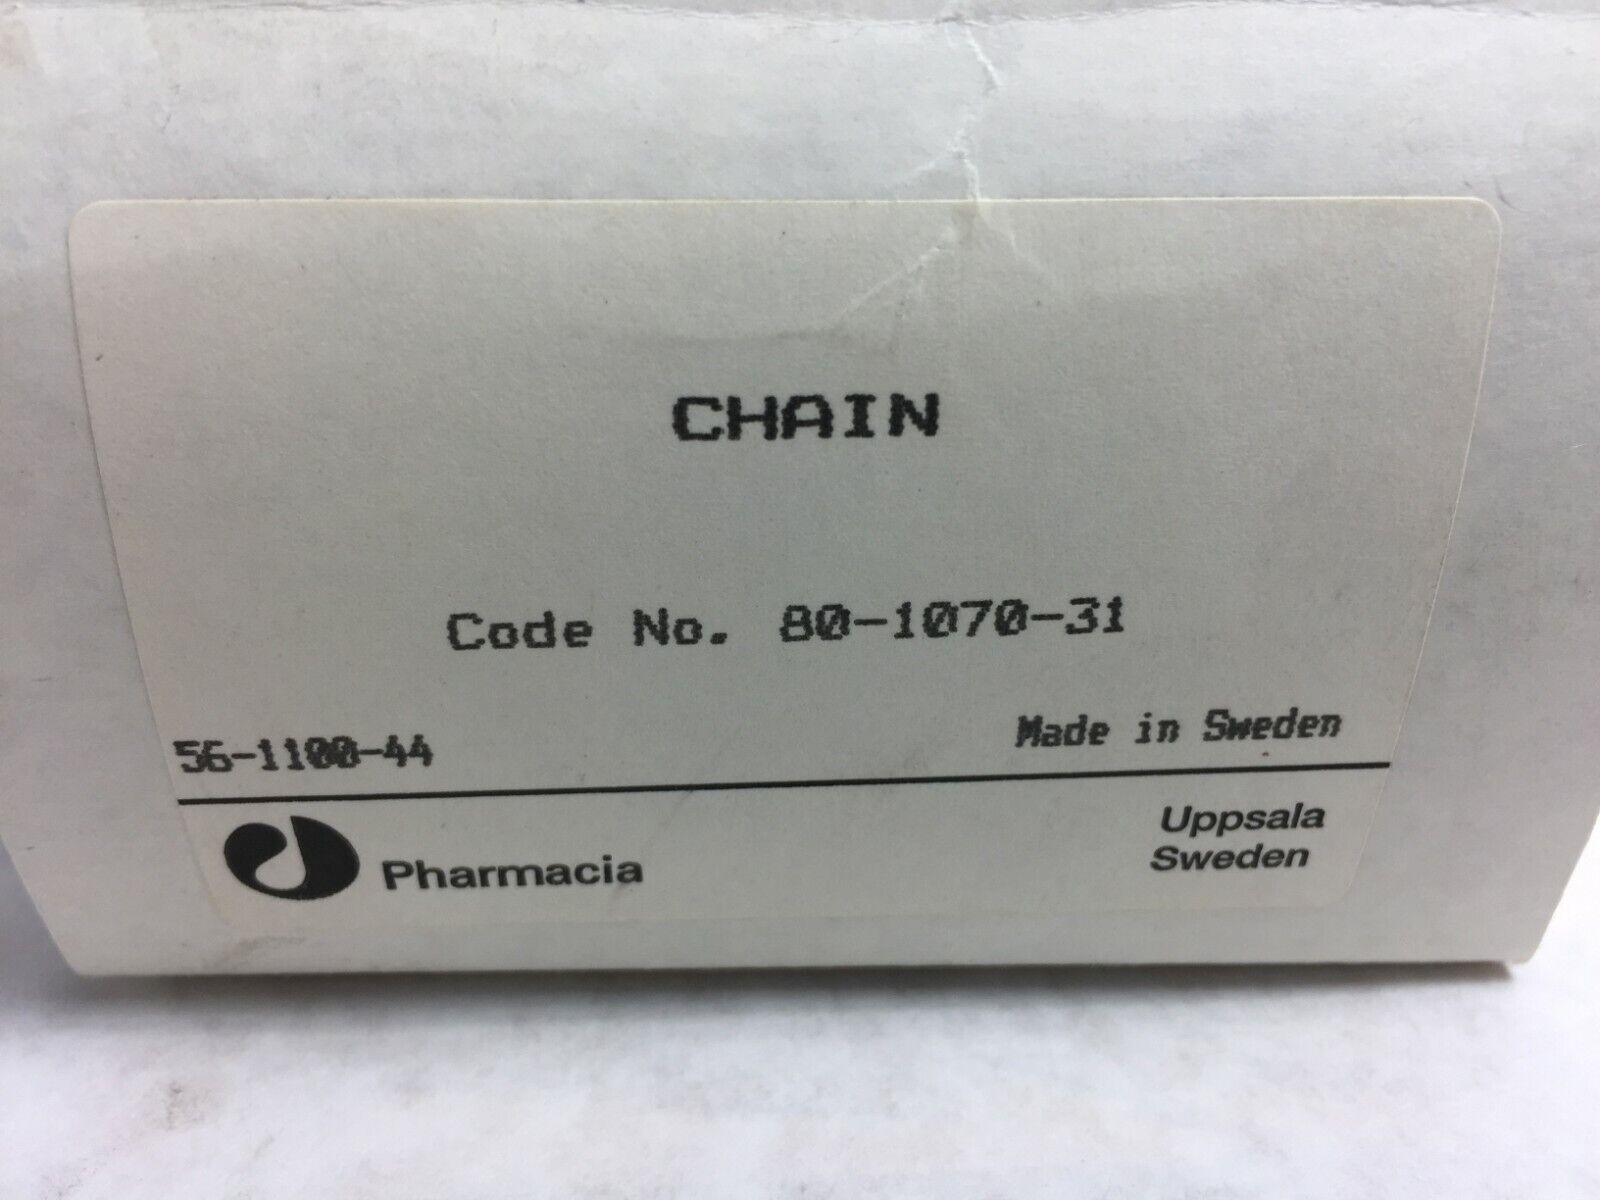 CHAIN
Code No. 80-1070-31
56-1100-44
Made in Sweden
Pharmacia
Uppsala
Sweden